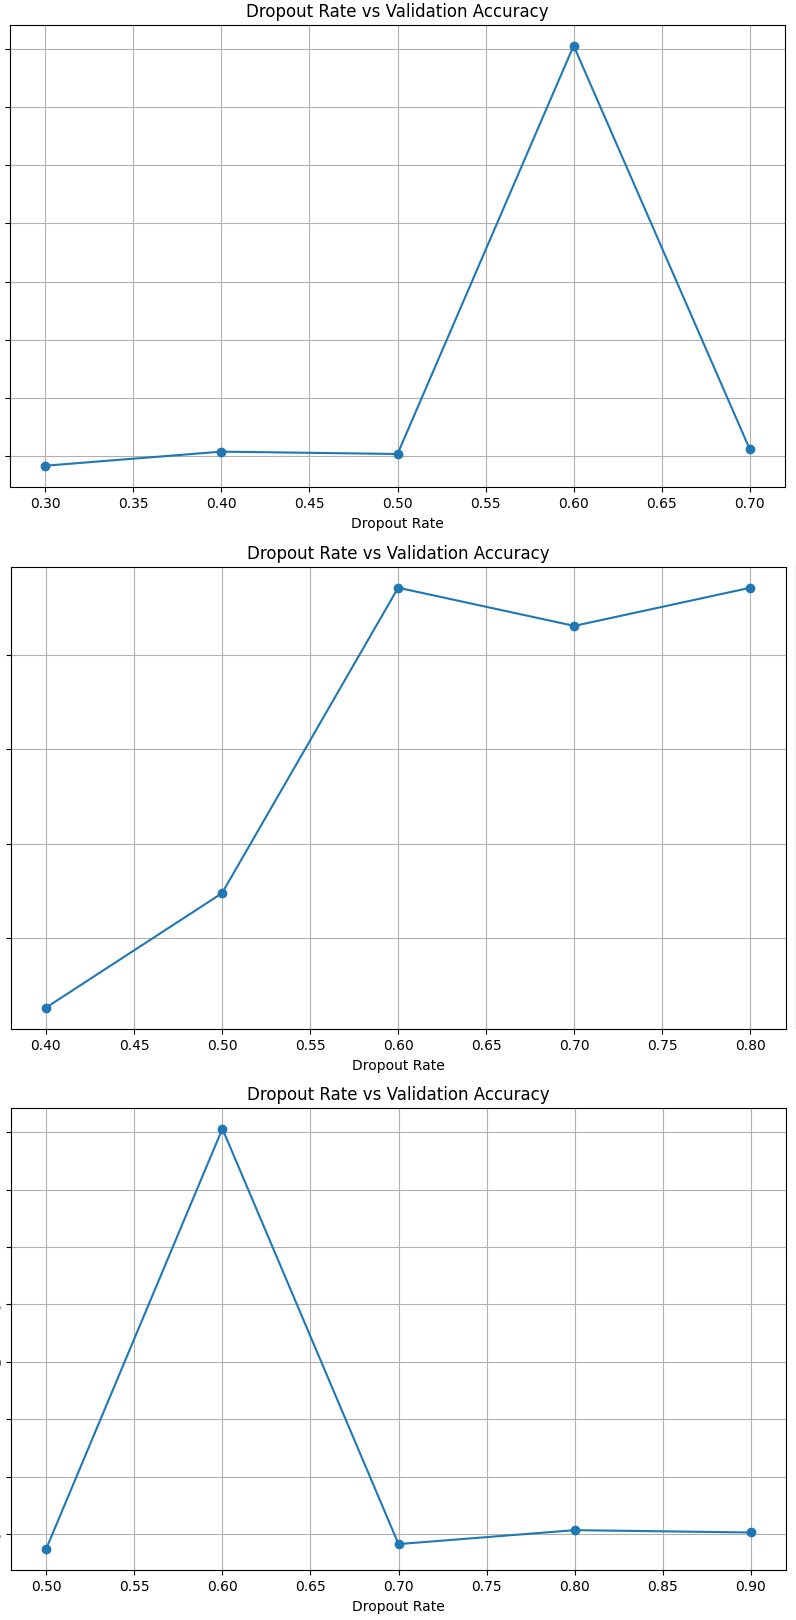 Dropout Rate vs Validation Accuracy
0.30 0.35 0.40 0.45 0.50 0.55 0.60 0.65 0.70
Dropout Rate
Dropout Rate vs Validation Accuracy
0.40 0.45 0.50 0.55 0.60 0.65 0.70 0.75 0.80
Dropout Rate
Dropout Rate vs Validation Accuracy
0.50 0.55 0.60 0.65 0.70 0.75 0.80 0.85 0.90
Dropout Rate